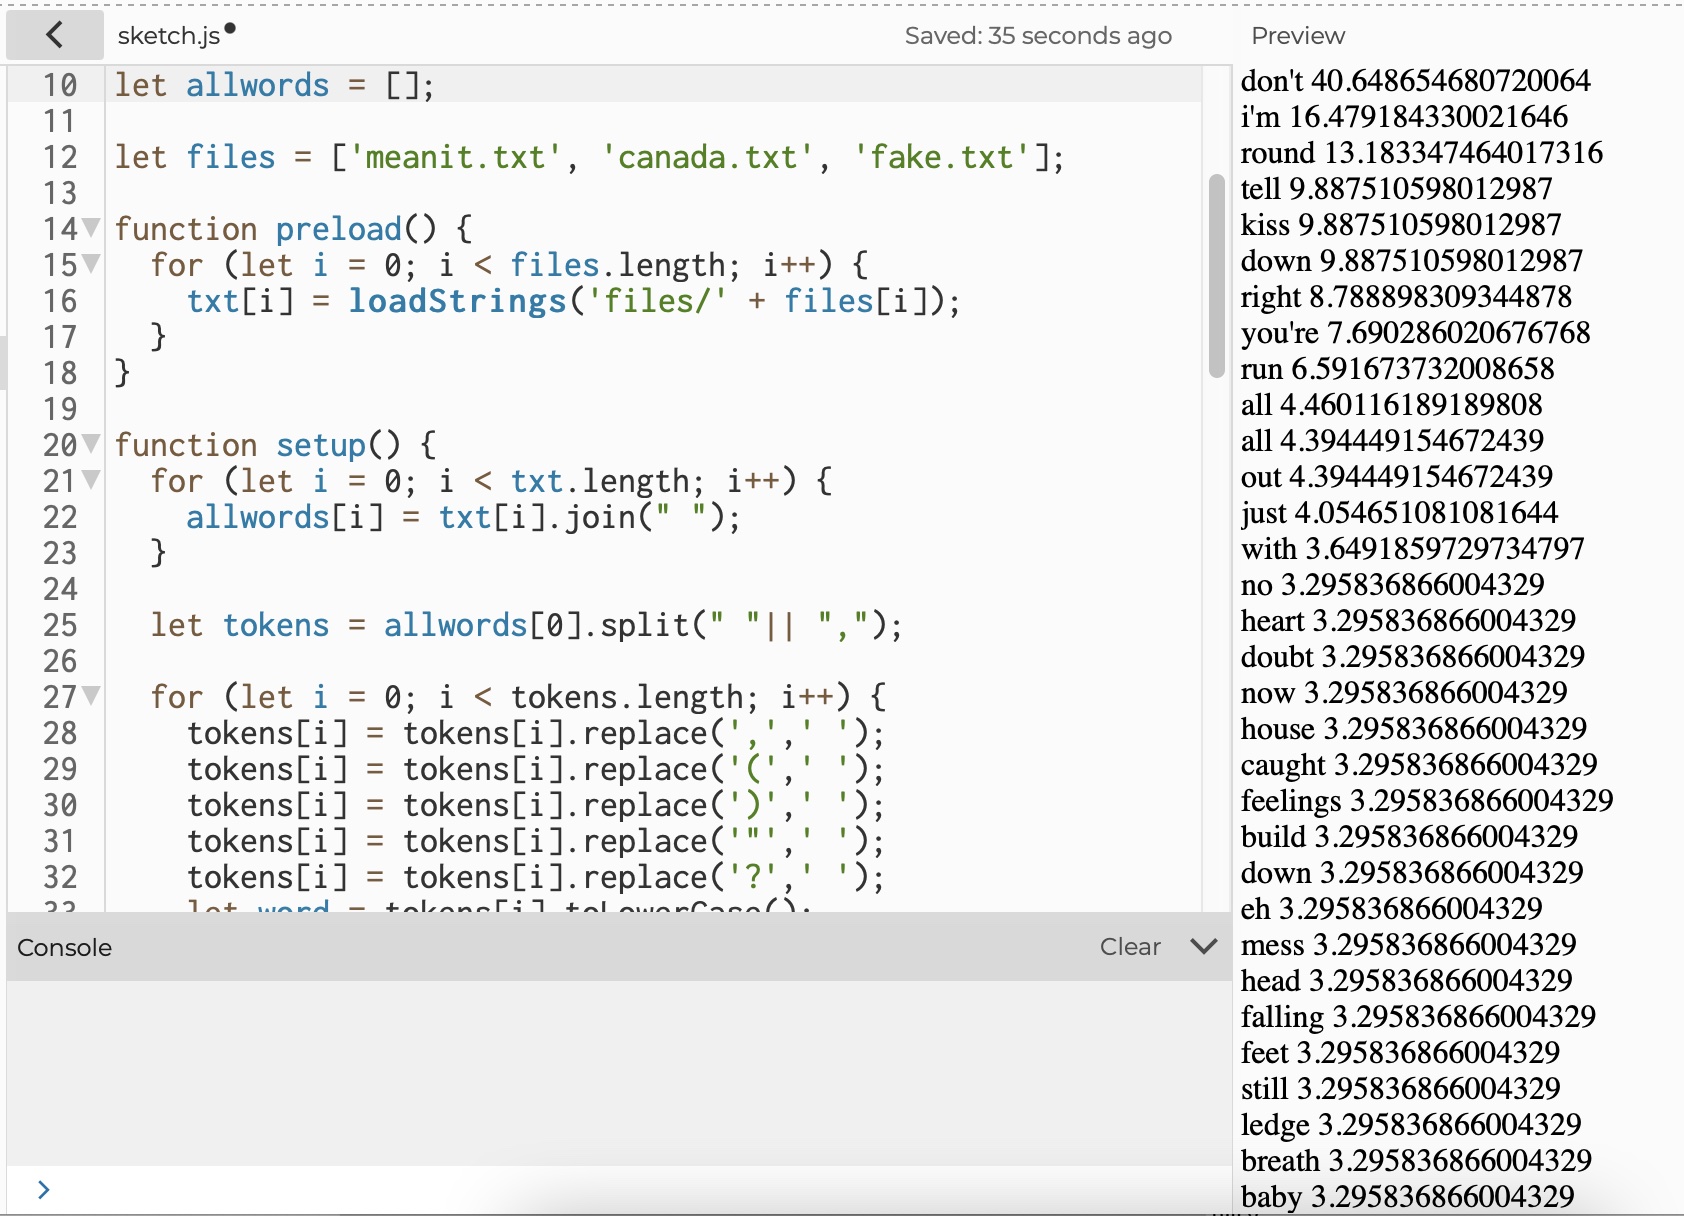 sketch.js
Saved: 35 seconds ago
Preview
10 let allwords = [];
11
12 let files = ['meanit.txt', 'canada.txt', 'fake.txt'];
13
14 function preload() {
15 for (let i = 0; i < files.length; i++) {
16 txt[i] = loadStrings('files/' + files[i]);
17 }
18 }
19
20 function setup() {
21 for (let i = 0; i < txt.length; i++) {
22 allwords[i] = txt[i].join(" ");
23 }
24
25 let tokens = allwords[0].split(" "|| ",");
26
27 for (let i = 0; i < tokens.length; i++) {
28 tokens[i] = tokens[i].replace(',',' ');
29 tokens[i] = tokens[i].replace('(',' ');
30 tokens[i] = tokens[i].replace(')',' ');
31 tokens[i] = tokens[i].replace('"',' ');
32 tokens[i] = tokens[i].replace('?',' ');
33 let word = tokens[i].toLowerCase();
Console
Clear
don't 40.648654680720064
i'm 16.479184330021646
round 13.183347464017316
tell 9.887510598012987
kiss 9.887510598012987
down 9.887510598012987
right 8.788898309344878
you're 7.690286020676768
run 6.591673732008658
all 4.460116189189808
all 4.394449154672439
out 4.394449154672439
just 4.054651081081644
with 3.6491859729734797
no 3.295836866004329
heart 3.295836866004329
doubt 3.295836866004329
now 3.295836866004329
house 3.295836866004329
caught 3.295836866004329
feelings 3.295836866004329
build 3.295836866004329
down 3.295836866004329
eh 3.295836866004329
mess 3.295836866004329
head 3.295836866004329
falling 3.295836866004329
feet 3.295836866004329
still 3.295836866004329
ledge 3.295836866004329
breath 3.295836866004329
baby 3.295836866004329